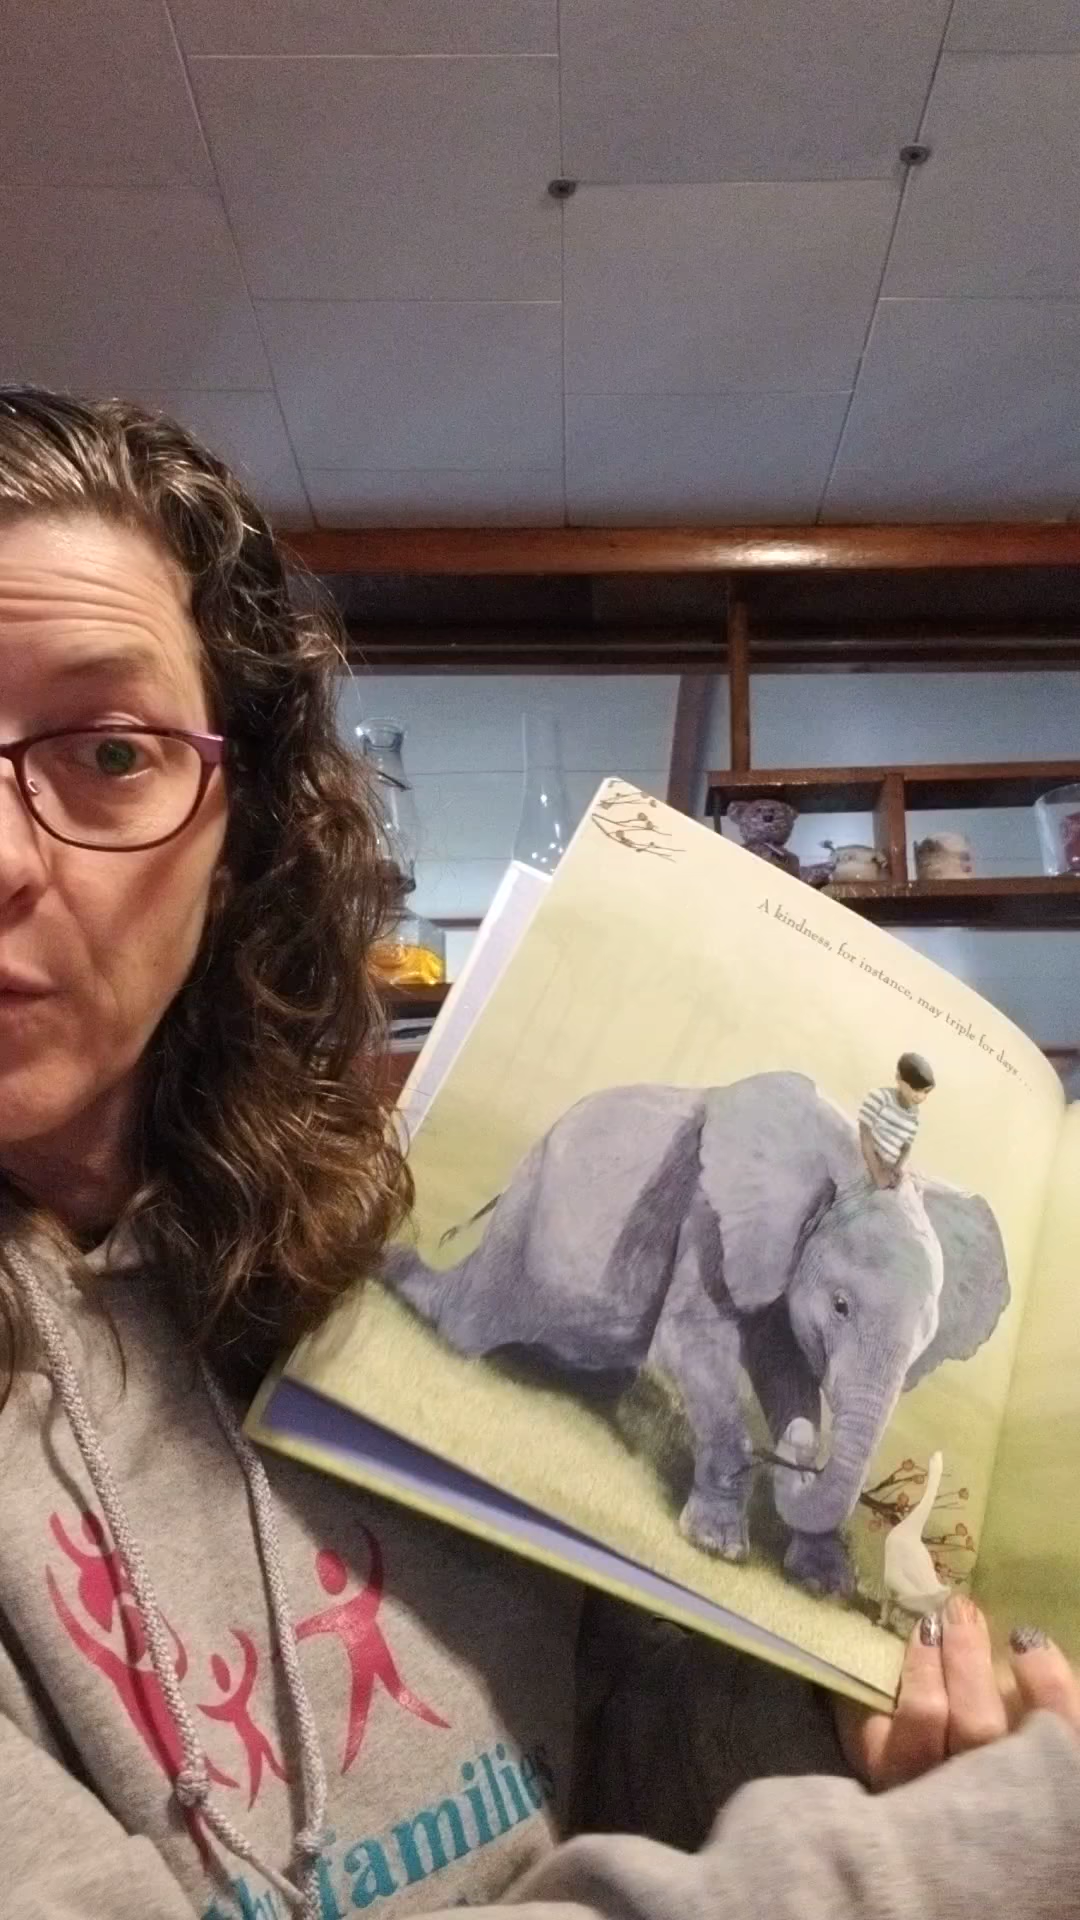 A kindness, for instance, may triple for days . . .
families